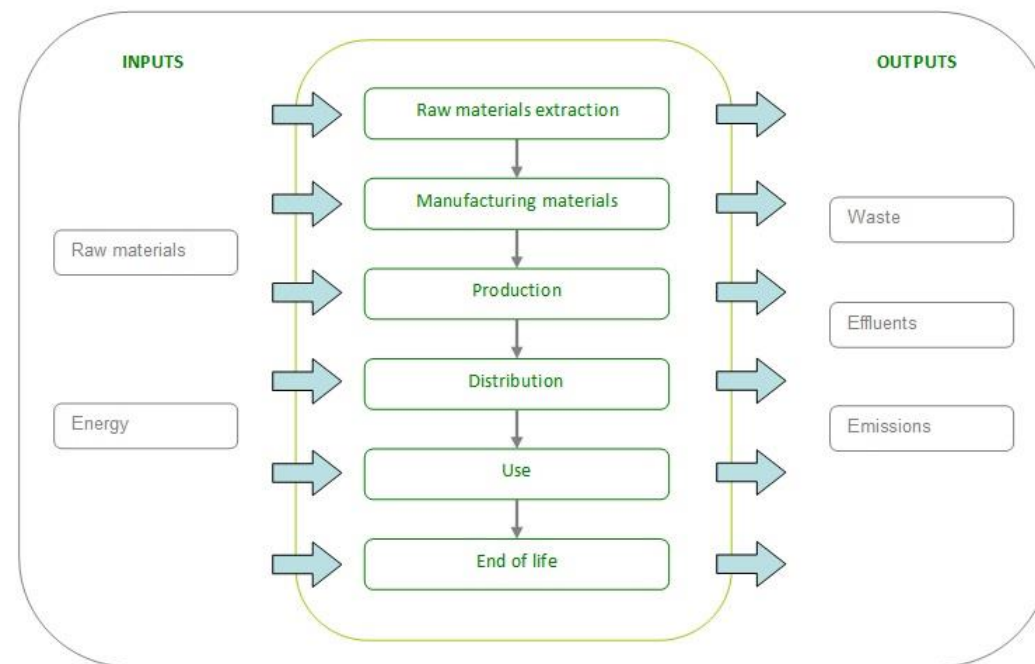 INPUTS
OUTPUTS
Raw materials extraction
Manufacturing materials
Waste
Raw materials
Production
Effluents
Distribution
Energy
Emissions
Use
End of life